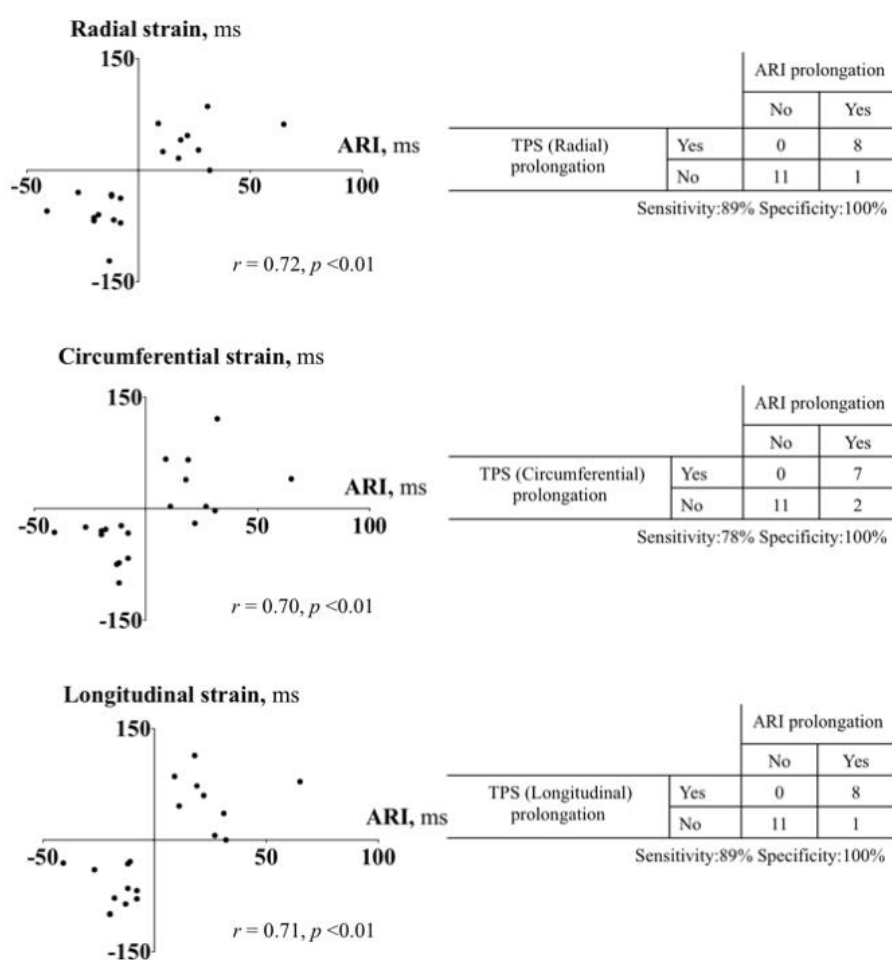 Radial strain, ms
150
ARI, ms
-50
50
100
-150
r = 0.72, p <0.01
ARI prolongation
No Yes
TPS (Radial) prolongation
Yes 0 8
No 11 1
Sensitivity:89% Specificity:100%
Circumferential strain, ms
150
ARI, ms
-50
50
100
-150
r = 0.70, p <0.01
ARI prolongation
No Yes
TPS (Circumferential) prolongation
Yes 0 7
No 11 2
Sensitivity:78% Specificity:100%
Longitudinal strain, ms
150
ARI, ms
-50
50
100
-150
r = 0.71, p <0.01
ARI prolongation
No Yes
TPS (Longitudinal) prolongation
Yes 0 8
No 11 1
Sensitivity:89% Specificity:100%